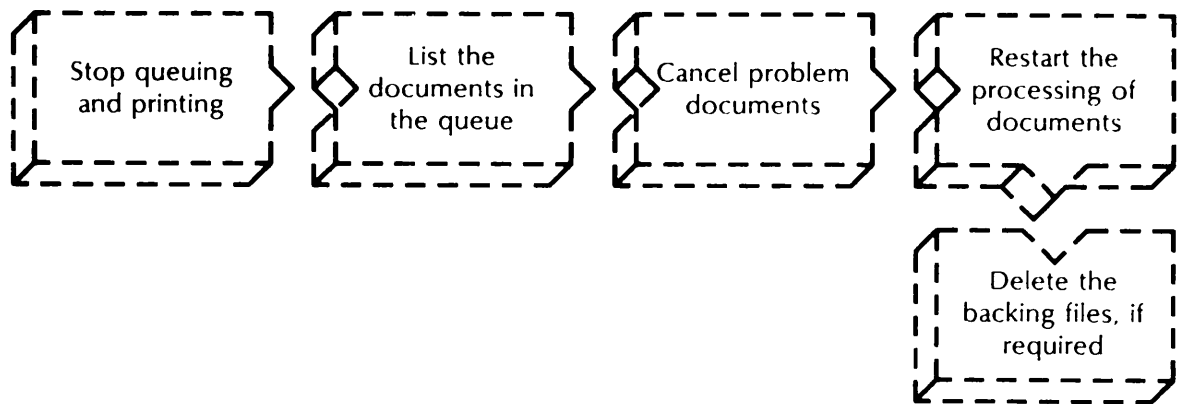 Stop queuing
and printing
List the
documents in
the queue
Cancel problem
documents
Restart the
processing of
documents
Delete the
backing files, if
required